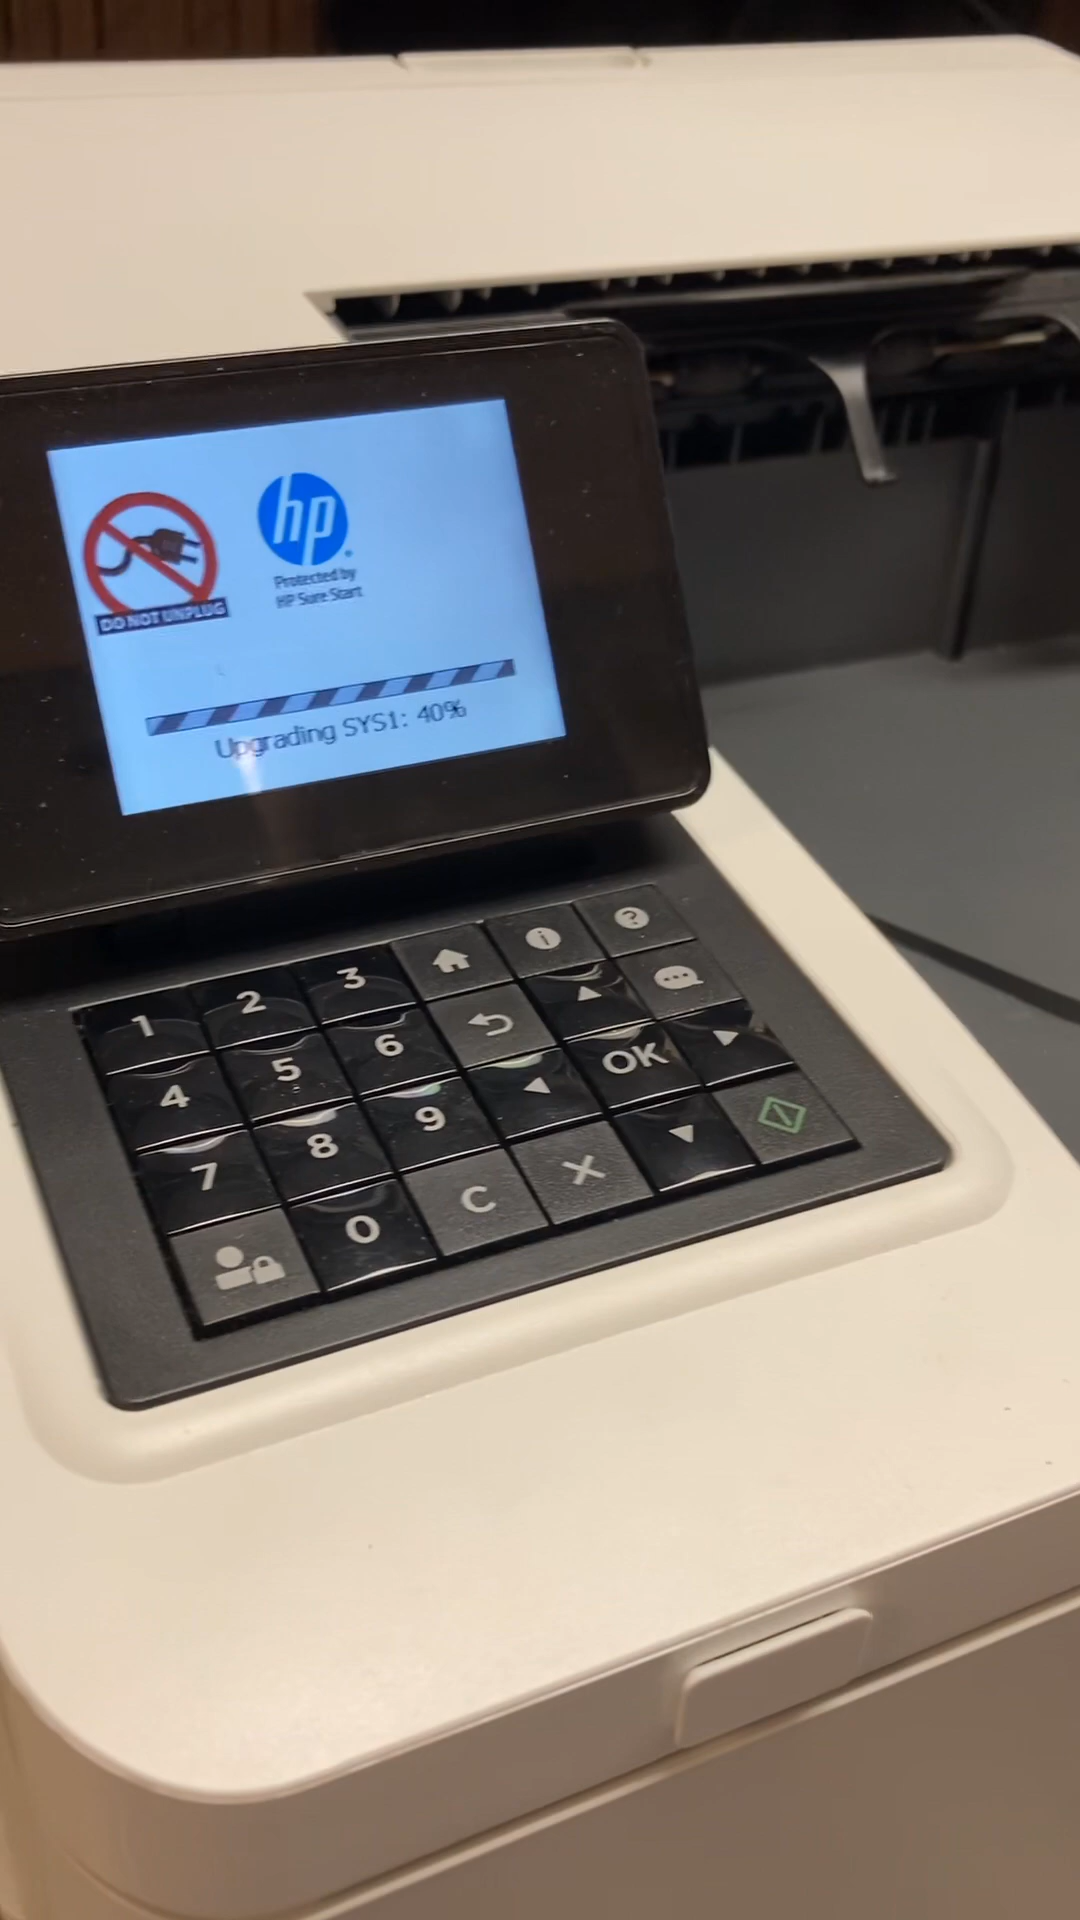 hp
Protected by
HP Sure Start
DO NOT UNPLUG
Upgrading SYS1: 40%
1 2 3
4 5 6
7 8 9
0 C
OK